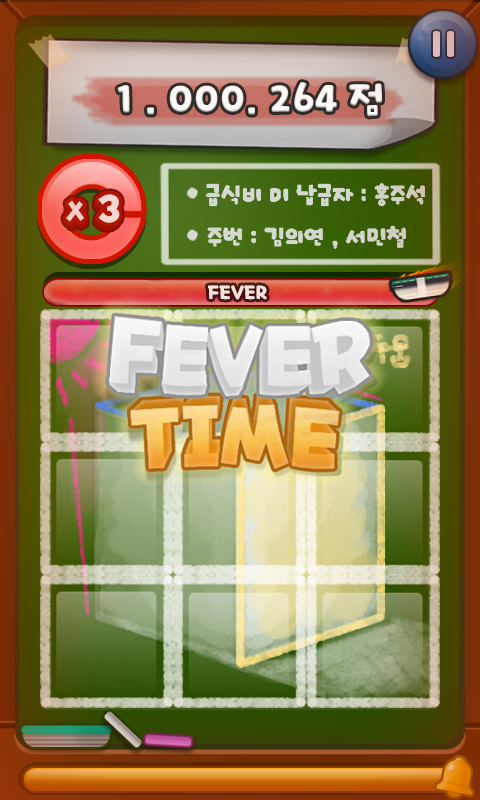 1.000.264 점
x3
• 급식비 미 납급자 : 홍주석
• 주번 : 김의연 , 서민철
FEVER
FEVER
TIME